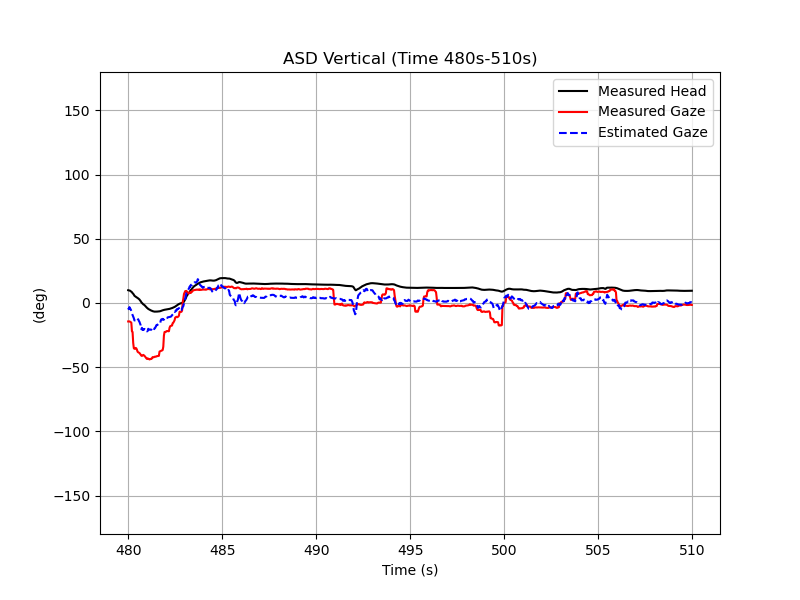 ASD Vertical (Time 480s-510s)
Measured Head
Measured Gaze
Estimated Gaze
150
100
50
0
−50
−100
−150
(deg)
480 485 490 495 500 505 510
Time (s)